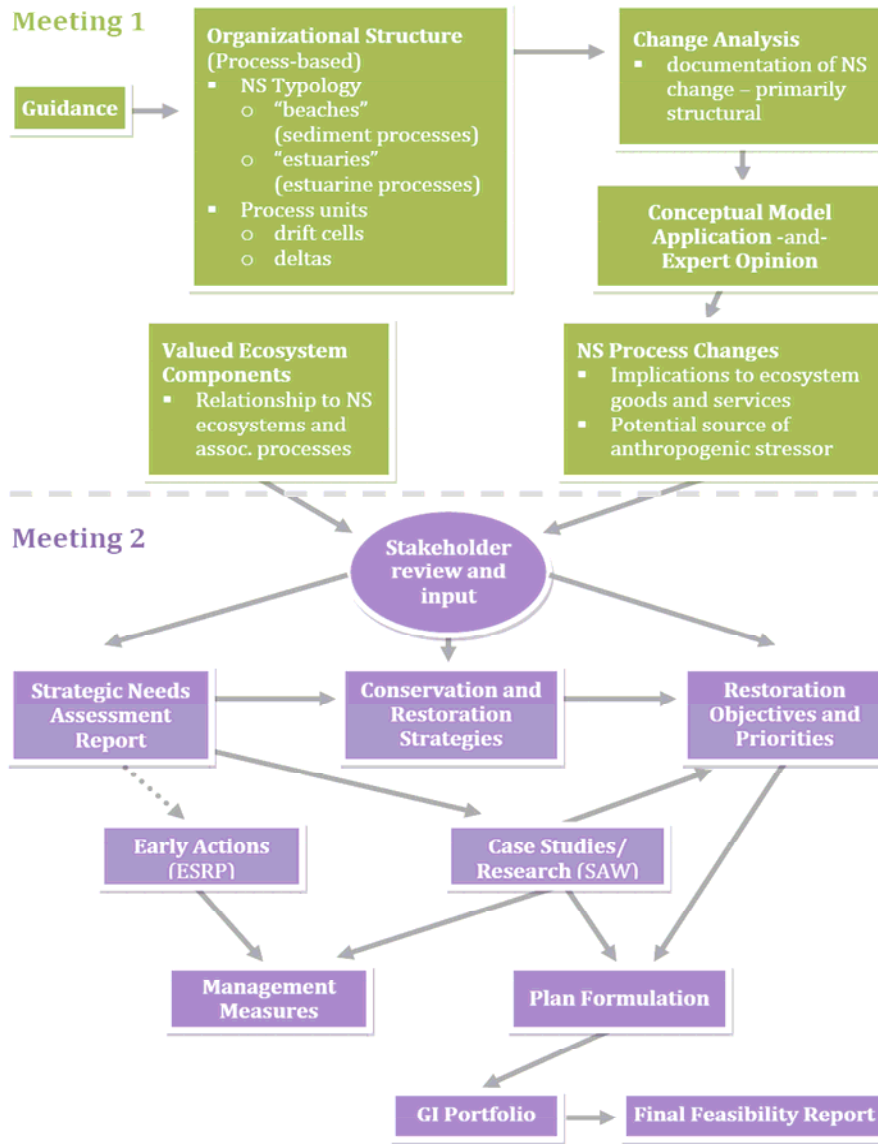 Meeting 1
Guidance
Organizational Structure
(Process-based)
▪ NS Typology
o “beaches”
(sediment processes)
o “estuaries”
(estuarine processes)
▪ Process units
o drift cells
o deltas
Change Analysis
▪ documentation of NS
change – primarily
structural
Conceptual Model
Application -and-
Expert Opinion
Valued Ecosystem
Components
▪ Relationship to NS
ecosystems and
assoc. processes
NS Process Changes
▪ Implications to ecosystem
goods and services
▪ Potential source of
anthropogenic stressor
Meeting 2
Stakeholder
review and
input
Strategic Needs
Assessment
Report
Conservation and
Restoration
Strategies
Restoration
Objectives and
Priorities
Early Actions
(ESRP)
Case Studies/
Research (SAW)
Management
Measures
Plan Formulation
GI Portfolio
Final Feasibility Report